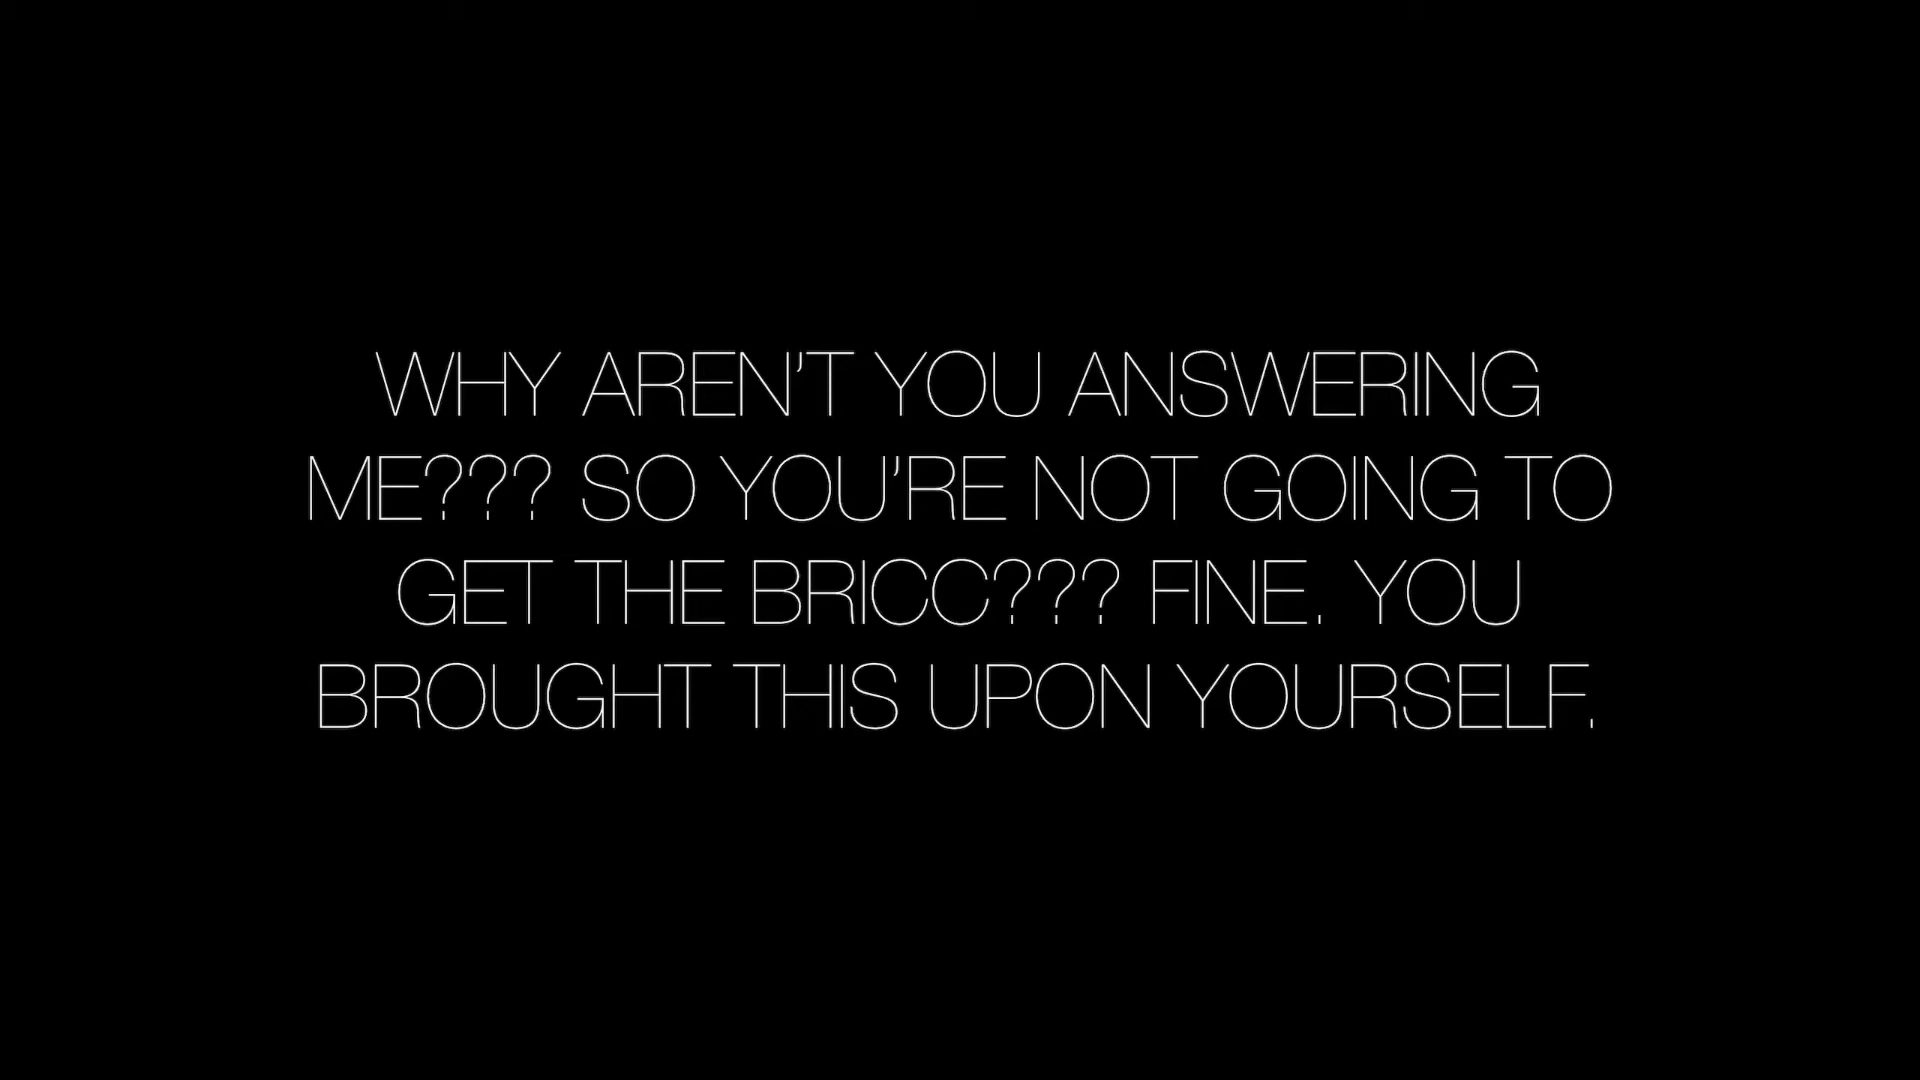 WHY AREN'T YOU ANSWERING
ME??? SO YOU'RE NOT GOING TO
GET THE BRICC??? FINE. YOU
BROUGHT THIS UPON YOURSELF.